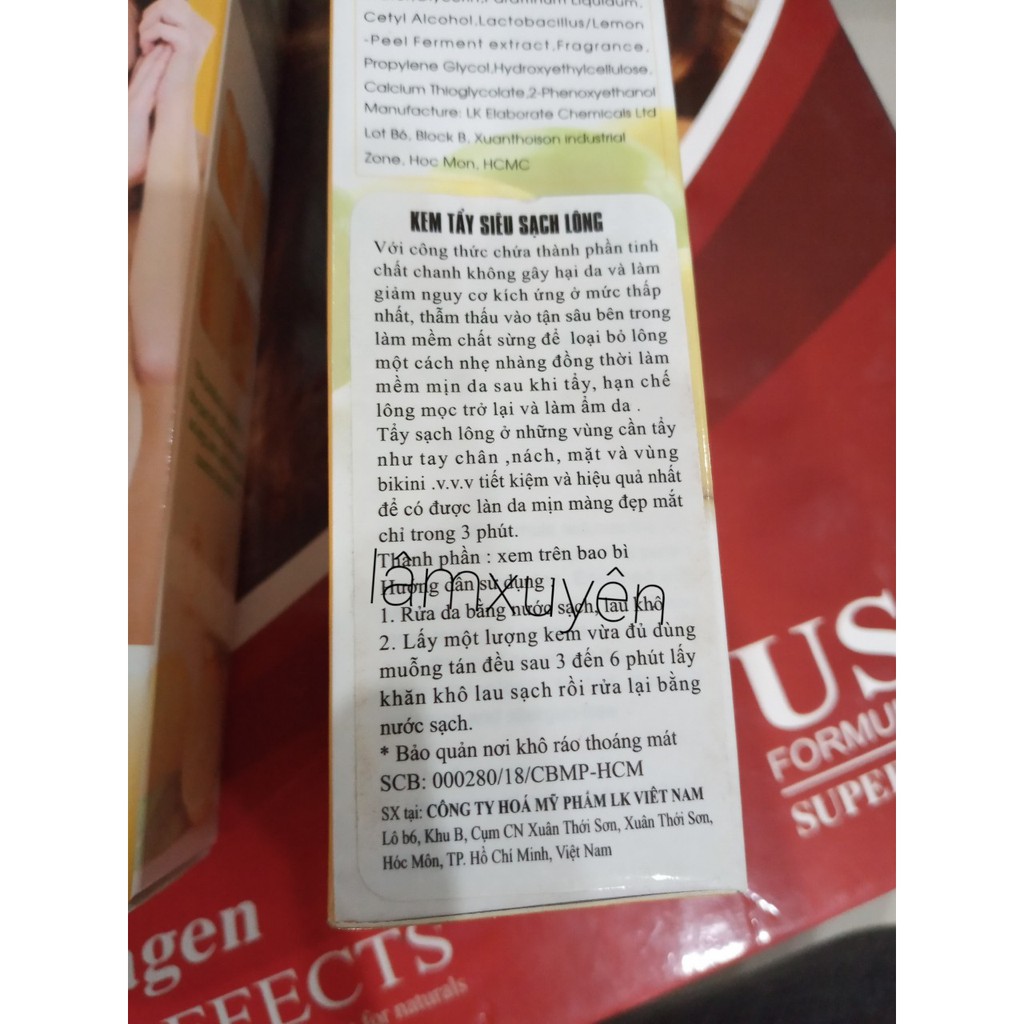 Cetyl Alcohol,Lactobacillus/Lemon
-Peel Ferment extract,Fragrance,
Propylene Glycol,Hydroxyethylcellulose,
Calcium Thioglycolate,2-Phenoxyethanol
Manufacture: LK Elaborate Chemicals Ltd
Lot B6, Block B, Xuanthoison industrial
Zone, Hoc Mon, HCMC
KEM TẨY SIÊU SẠCH LÔNG
Với công thức chứa thành phần tinh
chất chanh không gây hại da và làm
giảm nguy cơ kích ứng ở mức thấp
nhất, thẫm thấu vào tận sâu bên trong
làm mềm chất sừng để loại bỏ lông
một cách nhẹ nhàng đồng thời làm
mềm mịn da sau khi tẩy, hạn chế
lông mọc trở lại và làm ẩm da .
Tẩy sạch lông ở những vùng cần tẩy
như tay chân ,nách, mặt và vùng
bikini .v.v.v tiết kiệm và hiệu quả nhất
để có được làn da mịn màng đẹp mắt
chỉ trong 3 phút.
Thành phần : xem trên bao bì
Hướng dẫn sử dụng :
lâmxuyên
1. Rửa da bằng nước sạch, lau khô
2. Lấy một lượng kem vừa đủ dùng
muỗng tán đều sau 3 đến 6 phút lấy
khăn khô lau sạch rồi rửa lại bằng
nước sạch.
* Bảo quản nơi khô ráo thoáng mát
SCB: 000280/18/CBMP-HCM
SX tại: CÔNG TY HOÁ MỸ PHẨM LK VIỆT NAM
Lô b6, Khu B, Cụm CN Xuân Thới Sơn, Xuân Thới Sơn,
Hóc Môn, TP. Hồ Chí Minh, Việt Nam
US
FORMU
SUPE
agen
EFFECTS
for naturals